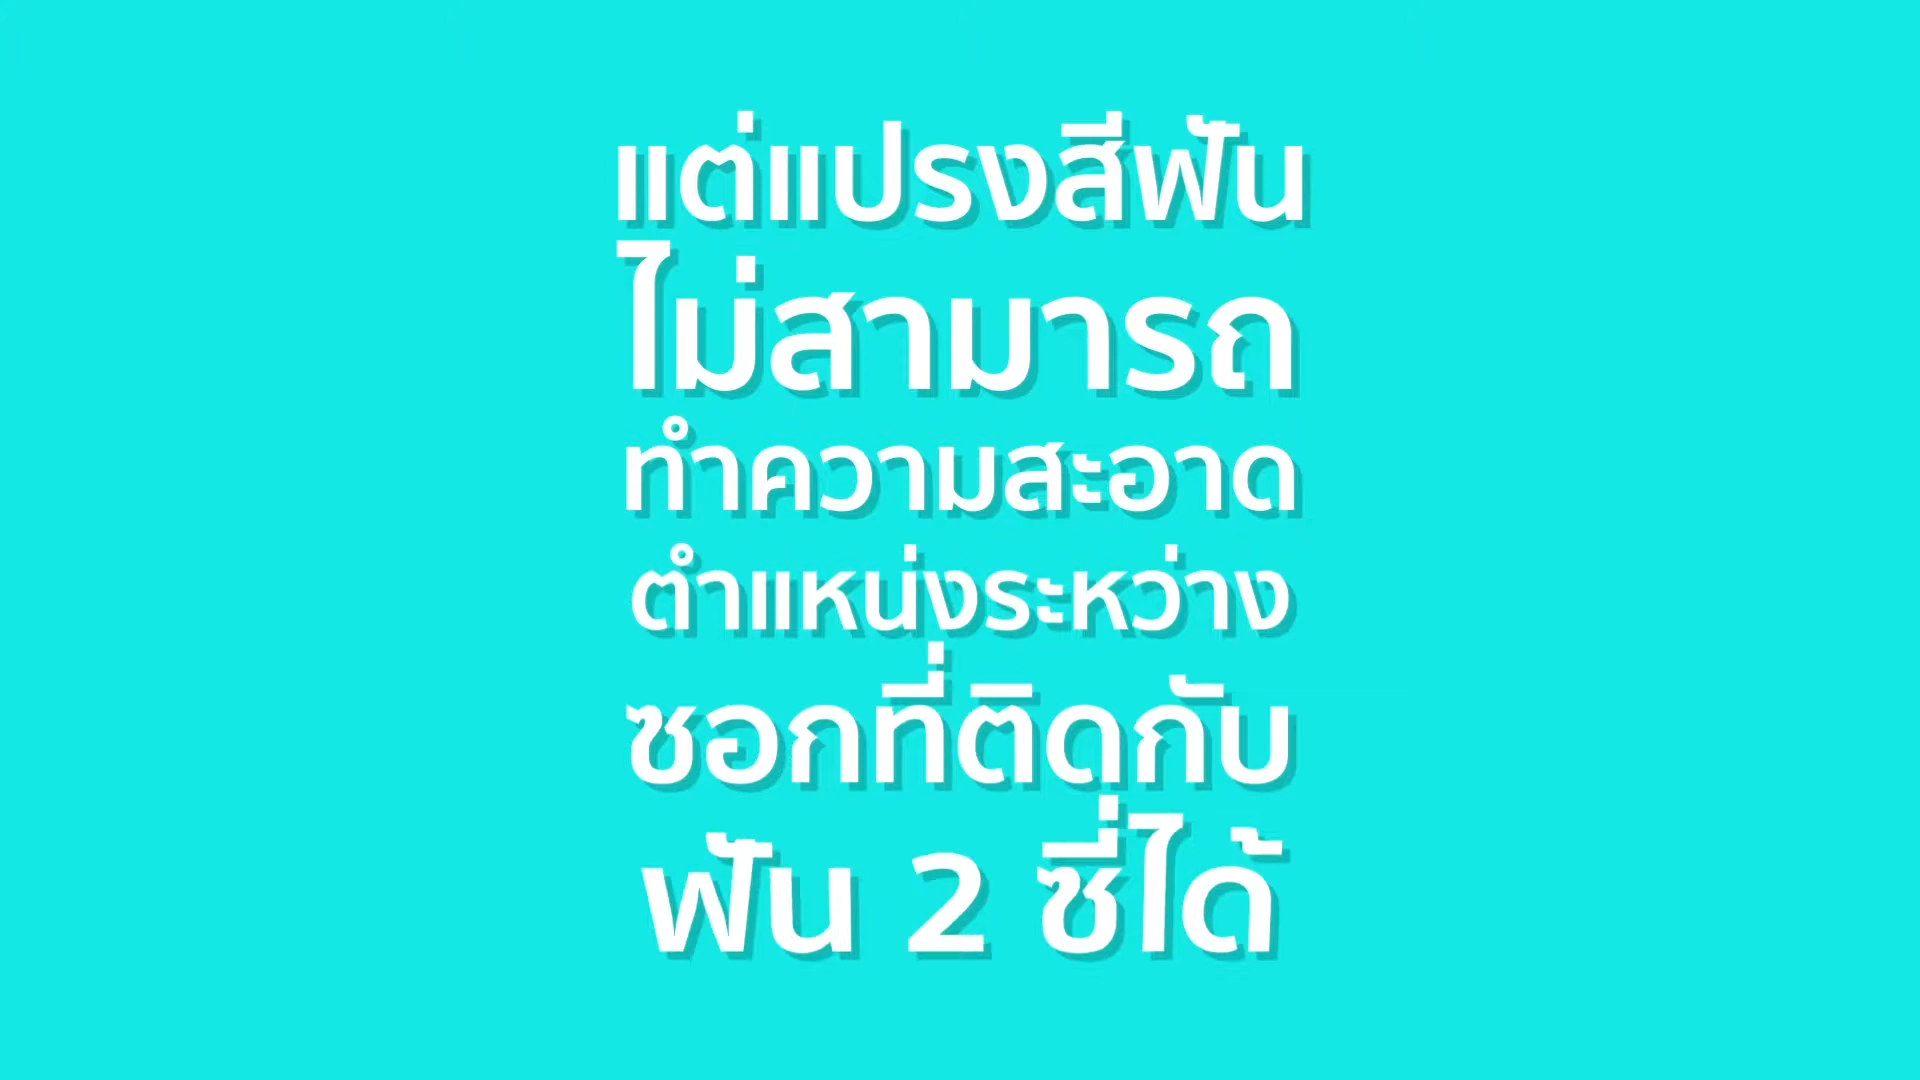 แต่แปรงสีฟัน
ไม่สามารถ
ทำความสะอาด
ตำแหน่งระหว่าง
ซอกที่ติดกับ
ฟัน 2 ซี่ได้